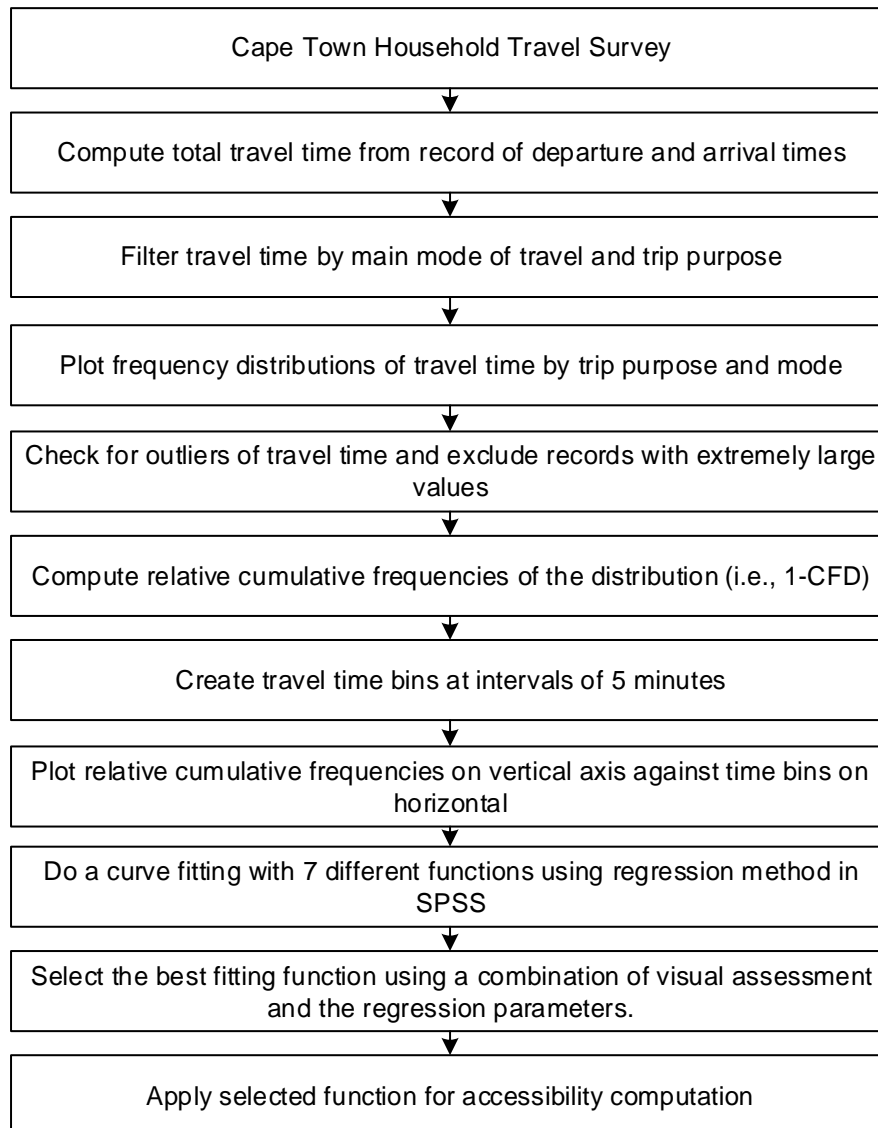 Cape Town Household Travel Survey
Compute total travel time from record of departure and arrival times
Filter travel time by main mode of travel and trip purpose
Plot frequency distributions of travel time by trip purpose and mode
Check for outliers of travel time and exclude records with extremely large
values
Compute relative cumulative frequencies of the distribution (i.e., 1-CFD)
Create travel time bins at intervals of 5 minutes
Plot relative cumulative frequencies on vertical axis against time bins on
horizontal
Do a curve fitting with 7 different functions using regression method in
SPSS
Select the best fitting function using a combination of visual assessment
and the regression parameters.
Apply selected function for accessibility computation